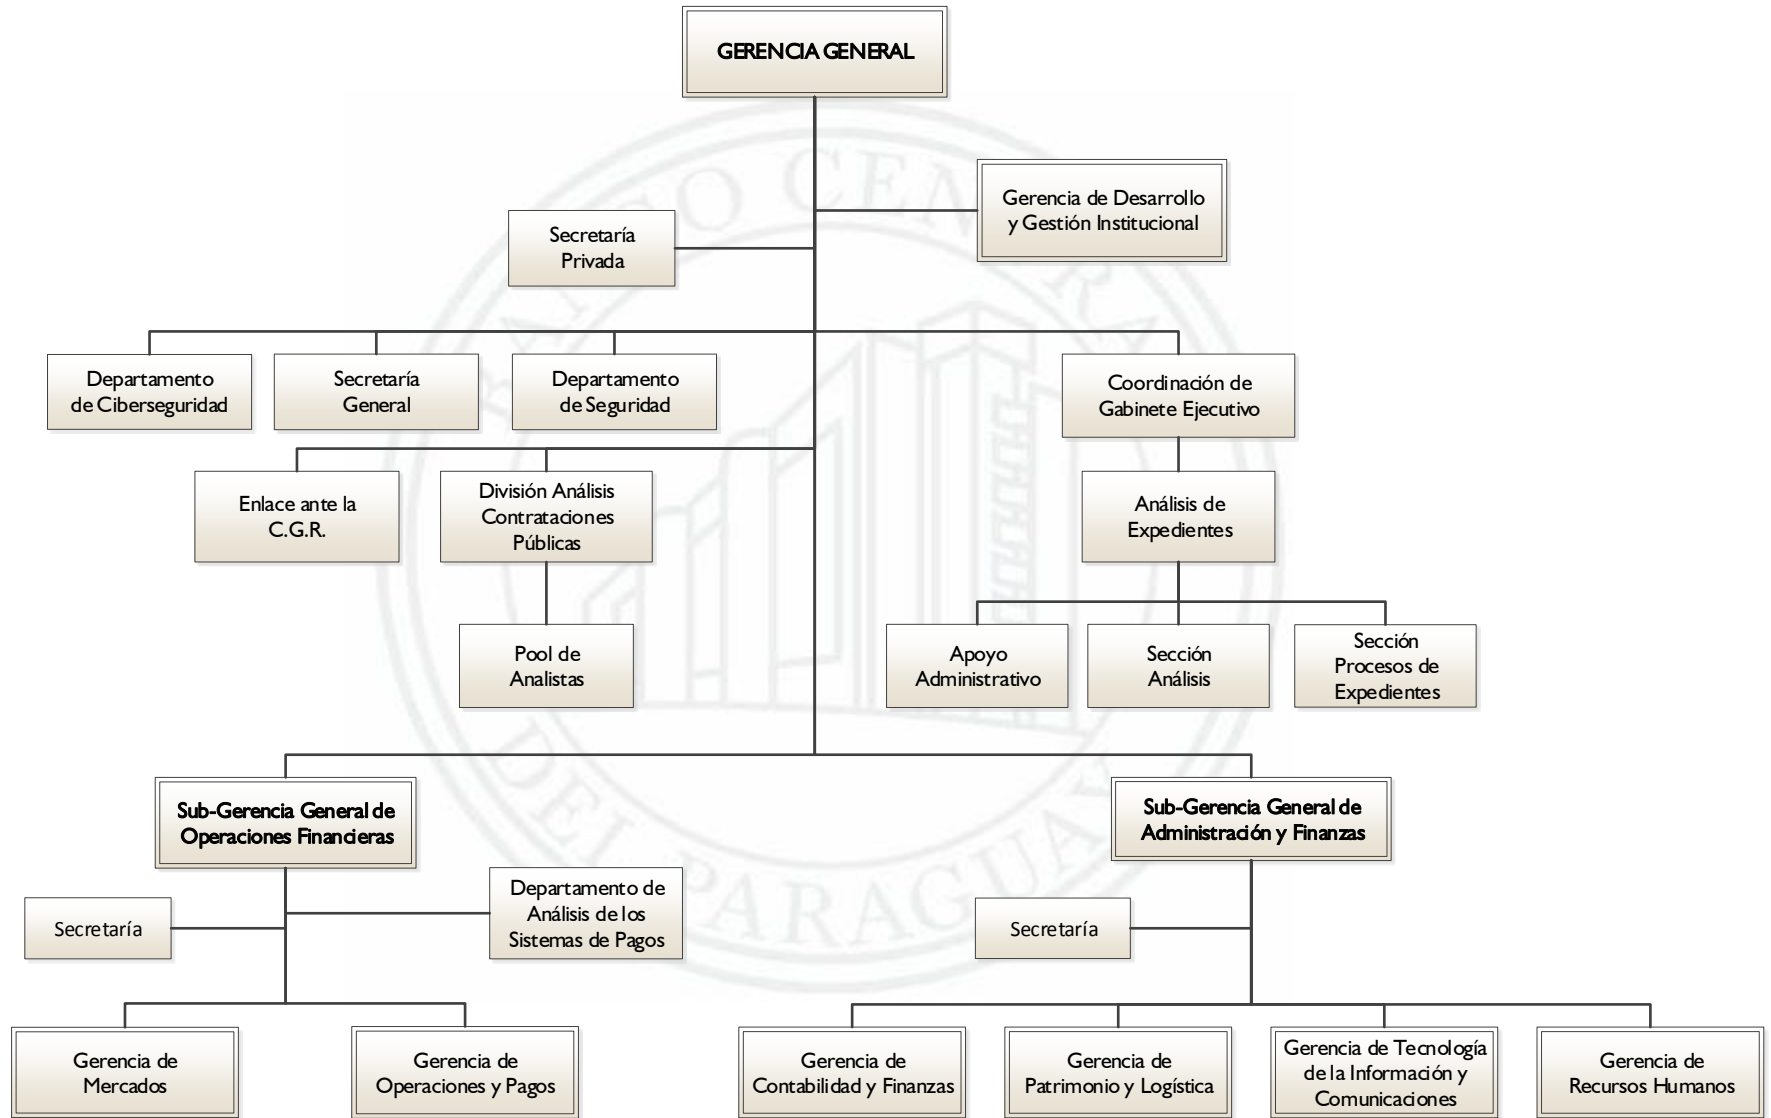 GERENCIA GENERAL
Gerencia de Desarrollo
y Gestión Institucional
Secretaría
Privada
Departamento
de Ciberseguridad
Secretaría
General
Departamento
de Seguridad
Coordinación de
Gabinete Ejecutivo
Enlace ante la
C.G.R.
División Análisis
Contrataciones
Públicas
Análisis de
Expedientes
Pool de
Analistas
Apoyo
Administrativo
Sección
Análisis
Sección
Procesos de
Expedientes
Sub-Gerencia General de
Operaciones Financieras
Sub-Gerencia General de
Administración y Finanzas
Secretaría
Departamento de
Análisis de los
Sistemas de Pagos
Secretaría
Gerencia de
Mercados
Gerencia de
Operaciones y Pagos
Gerencia de
Contabilidad y Finanzas
Gerencia de
Patrimonio y Logística
Gerencia de Tecnología
de la Información y
Comunicaciones
Gerencia de
Recursos Humanos
BANCO CENTRAL
DEL PARAGUAY